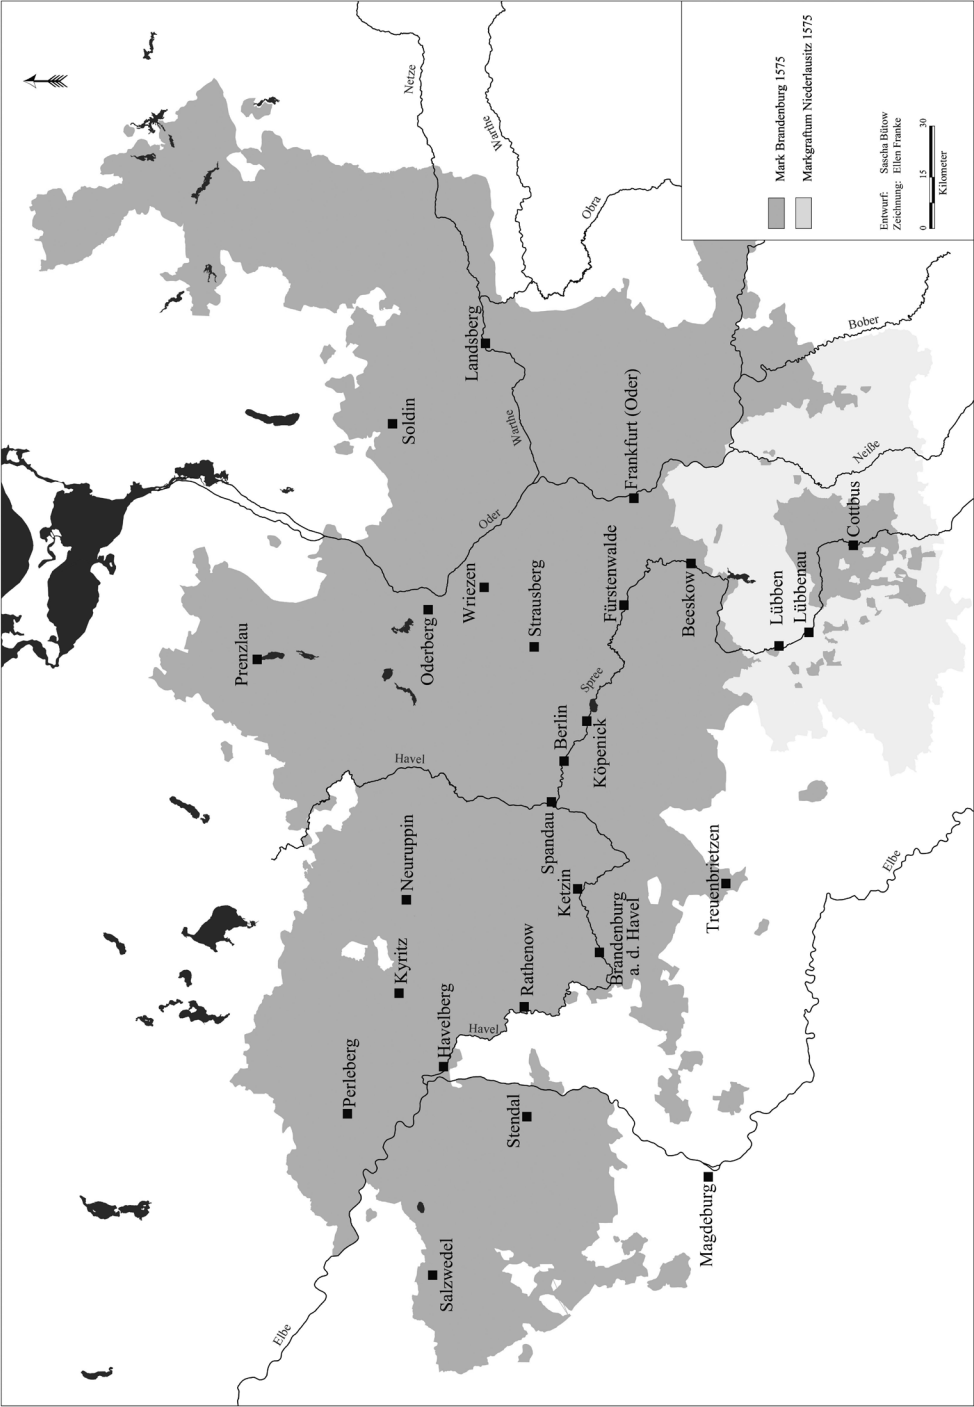 Mark Brandenburg 1575
Markgraftum Niederlausitz 1575
Entwurf: Sascha Bütow
Zeichnung: Ellen Franke
0 15 30
Kilometer
Netze
Warthe
Obra
Landsberg
Soldin
Warthe
Frankfurt (Oder)
Bober
Neiße
Cottbus
Oder
Wriezen
Strausberg
Fürstenwalde
Beeskow
Lübben
Lübbenau
Prenzlau
Oderberg
Spree
Berlin
Köpenick
Havel
Spandau
Neuruppin
Ketzin
Treuenbrietzen
Elbe
Kyritz
Rathenow
Brandenburg
a. d. Havel
Havelberg
Havel
Perleberg
Stendal
Magdeburg
Salzwedel
Elbe